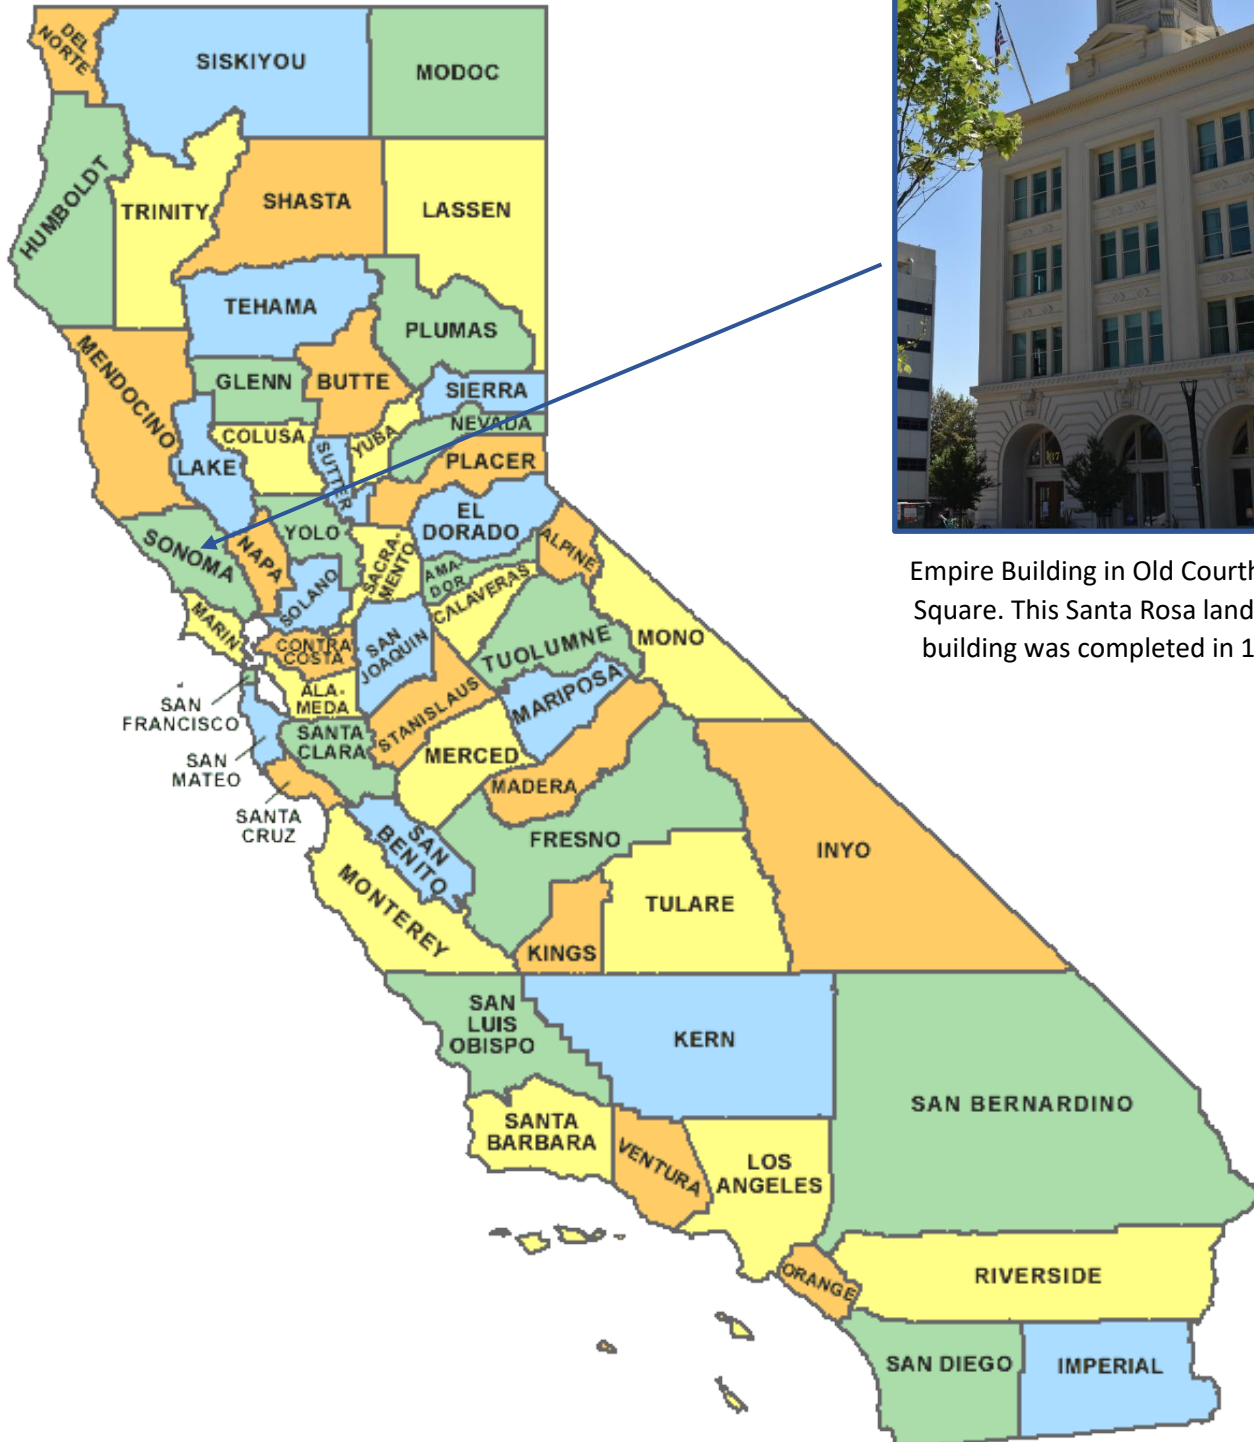 DEL
NORTE
SISKIYOU
MODOC
HUMBOLDT
TRINITY
SHASTA
LASSEN
TEHAMA
PLUMAS
MENDOCINO
GLENN
BUTTE
SIERRA
NEVADA
COLUSA
YUBA
SUTTER
LAKE
PLACER
EL
DORADO
SONOMA
NAPA
YOLO
SACRA-
MENTO
ALPINE
AMA-
DOR
CALAVERAS
SOLANO
MARIN
CONTRA
COSTA
SAN
JOAQUIN
TUOLUMNE
MONO
ALA-
MEDA
SAN
FRANCISCO
STANISLAUS
MARIPOSA
SANTA
CLARA
SAN
MATEO
MERCED
MADERA
SANTA
CRUZ
SAN
BENITO
FRESNO
INYO
MONTEREY
TULARE
KINGS
SAN
LUIS
OBISPO
KERN
SAN BERNARDINO
SANTA
BARBARA
VENTURA
LOS
ANGELES
ORANGE
RIVERSIDE
SAN DIEGO
IMPERIAL
Empire Building in Old Courth
Square. This Santa Rosa land
building was completed in 1